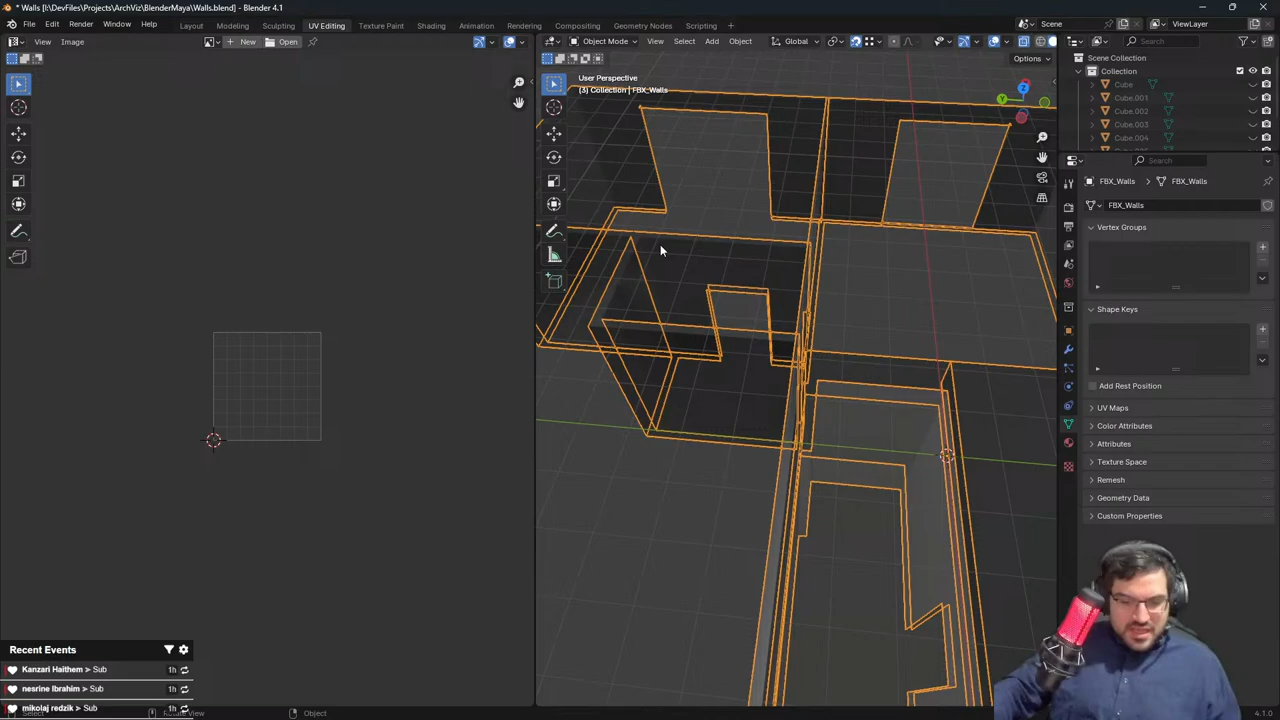 * Walls [I:\DevFiles\Projects\ArchViz\BlenderMaya\Walls.blend] - Blender 4.1
File Edit Render Window Help Layout Modeling Sculpting UV Editing Texture Paint Shading Animation Rendering Compositing Geometry Nodes Scripting + Scene ViewLayer
View Image New Open Object Mode View Select Add Object Global Search
Options
User Perspective
(3) Collection | FBX_Walls
Scene Collection
Collection
Cube
Cube.001
Cube.002
Cube.003
Cube.004
Search
FBX_Walls FBX_Walls
FBX_Walls
Vertex Groups
Shape Keys
Add Rest Position
UV Maps
Color Attributes
Attributes
Texture Space
Remesh
Geometry Data
Custom Properties
X
Y
Z
Recent Events
Kanzari Haithem > Sub 1h
nesrine Ibrahim > Sub 1h
mikolaj redzik > Sub 1h
Select Rotate View Object 4.1.0